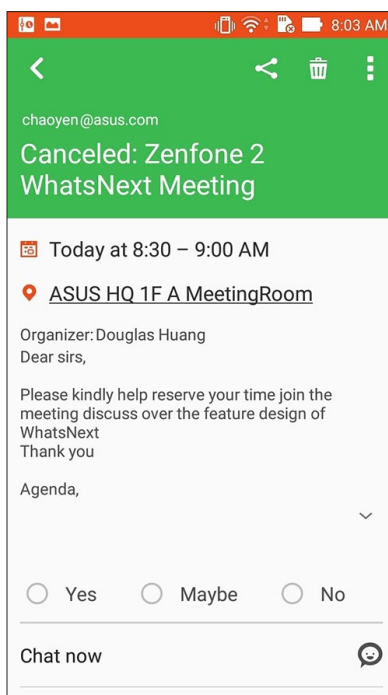 8:03 AM
chaoyen@asus.com
Canceled: Zenfone 2
WhatsNext Meeting
Today at 8:30 – 9:00 AM
ASUS HQ 1F A MeetingRoom
Organizer:Douglas Huang
Dear sirs,
Please kindly help reserve your time join the
meeting discuss over the feature design of
WhatsNext
Thank you
Agenda,
Yes Maybe No
Chat now